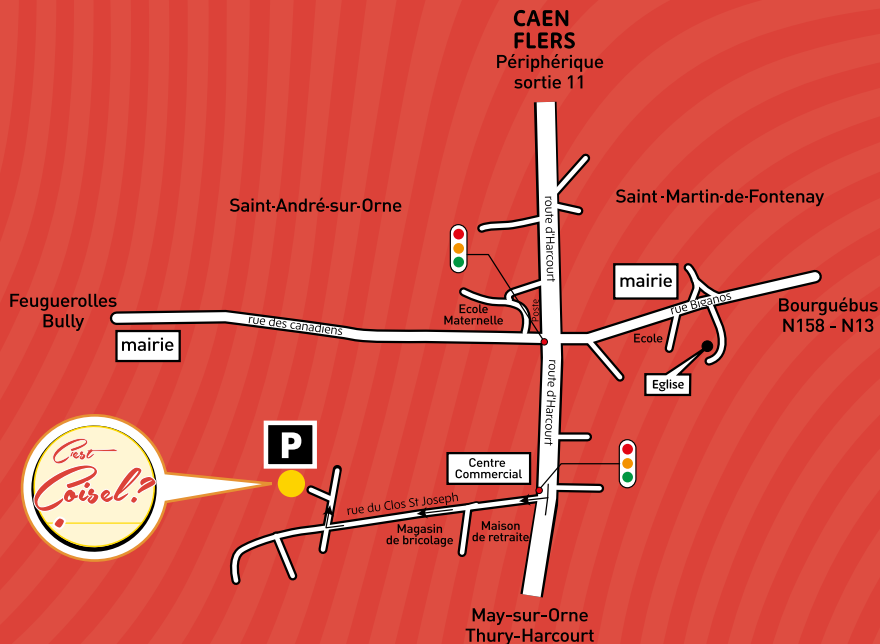 CAEN
FLERS
Périphérique
sortie 11
Saint-André-sur-Orne
Saint-Martin-de-Fontenay
route d'Harcourt
mairie
rue Biganos
Bourguébus
N158 - N13
Feuguerolles
Bully
rue des canadiens
Ecole
Maternelle
Poste
Ecole
mairie
Eglise
route d'Harcourt
P
C'est
Coisel?
Centre
Commercial
rue du Clos St Joseph
Magasin
de bricolage
Maison
de retraite
May-sur-Orne
Thury-Harcourt